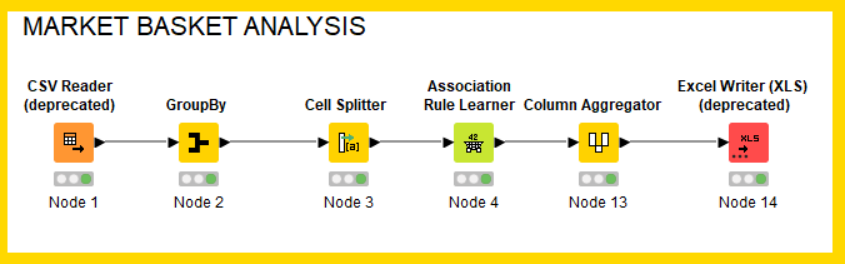 MARKET BASKET ANALYSIS
CSV Reader
(deprecated)
GroupBy
Cell Splitter
Association
Rule Learner
Column Aggregator
Excel Writer (XLS)
(deprecated)
[a]
42
XLS
Node 1
Node 2
Node 3
Node 4
Node 13
Node 14